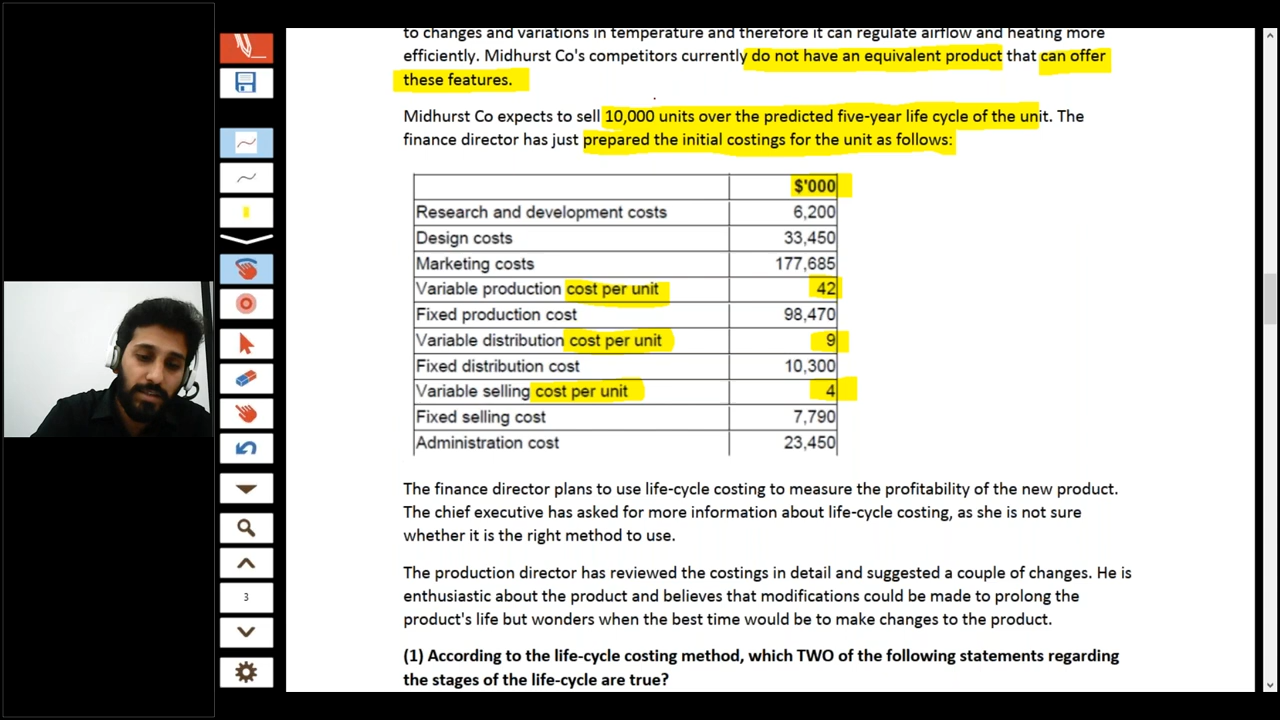 to changes and variations in temperature and therefore it can regulate airflow and heating more
efficiently. Midhurst Co's competitors currently do not have an equivalent product that can offer
these features.
Midhurst Co expects to sell 10,000 units over the predicted five-year life cycle of the unit. The
finance director has just prepared the initial costings for the unit as follows:
$'000
Research and development costs 6,200
Design costs 33,450
Marketing costs 177,685
Variable production cost per unit 42
Fixed production cost 98,470
Variable distribution cost per unit 9
Fixed distribution cost 10,300
Variable selling cost per unit 4
Fixed selling cost 7,790
Administration cost 23,450
The finance director plans to use life-cycle costing to measure the profitability of the new product.
The chief executive has asked for more information about life-cycle costing, as she is not sure
whether it is the right method to use.
The production director has reviewed the costings in detail and suggested a couple of changes. He is
enthusiastic about the product and believes that modifications could be made to prolong the
product's life but wonders when the best time would be to make changes to the product.
(1) According to the life-cycle costing method, which TWO of the following statements regarding
the stages of the life-cycle are true?
3